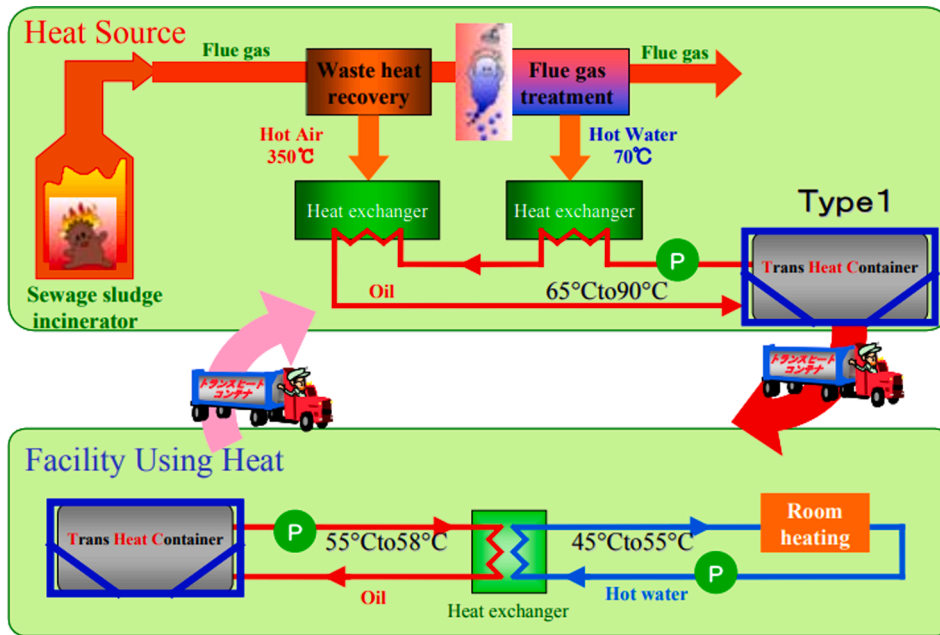 Heat Source
Flue gas
Waste heat
recovery
Flue gas
treatment
Flue gas
Hot Air
350℃
Hot Water
70℃
Heat exchanger
Heat exchanger
Type1
P
Trans Heat Container
Oil
65°Cto90°C
Sewage sludge
incinerator
トランスヒート
コンテナ
トランスヒート
コンテナ
Facility Using Heat
Trans Heat Container
P
55°Cto58°C
45°Cto55°C
Room
heating
Oil
P
Hot water
Heat exchanger